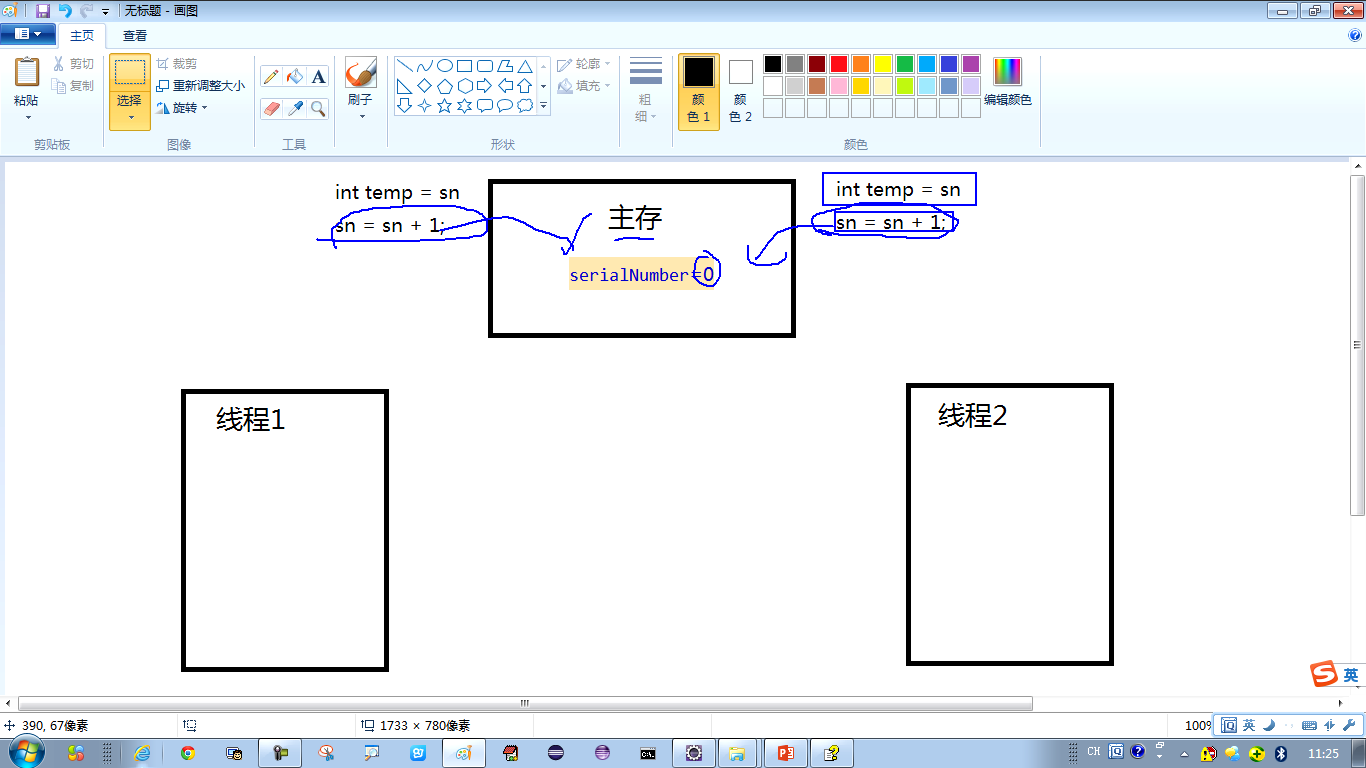 无标题 - 画图
主页 查看
粘贴
剪切
复制
剪贴板
选择
裁剪
重新调整大小
旋转
图像
A
工具
刷子
形状
轮廓
填充
粗
细
颜
色 1
颜
色 2
编辑颜色
颜色
int temp = sn
sn = sn + 1;
主存
serialNumber=0
int temp = sn
sn = sn + 1;
线程1
线程2
英
390, 67像素
1733 × 780像素
100%
英
CH
11:25